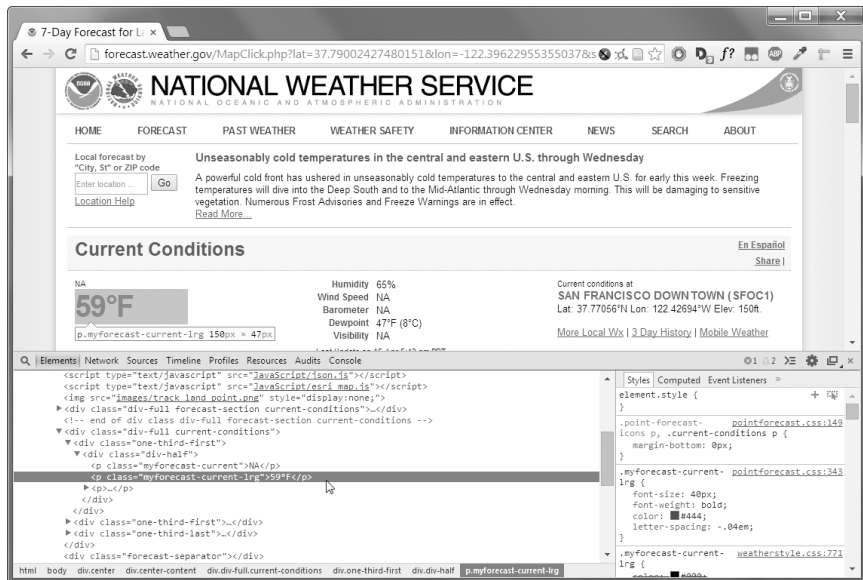 7-Day Forecast for La ×
forecast.weather.gov/MapClick.php?lat=37.79002427480151&lon=-122.39622955355037&s
NATIONAL WEATHER SERVICE
NATIONAL OCEANIC AND ATMOSPHERIC ADMINISTRATION
HOME FORECAST PAST WEATHER WEATHER SAFETY INFORMATION CENTER NEWS SEARCH ABOUT
Local forecast by
"City, St" or ZIP code
Enter location ... Go
Location Help
Unseasonably cold temperatures in the central and eastern U.S. through Wednesday
A powerful cold front has ushered in unseasonably cold temperatures to the central and eastern U.S. for early this week. Freezing
temperatures will dive into the Deep South and to the Mid-Atlantic through Wednesday morning. This will be damaging to sensitive
vegetation. Numerous Frost Advisories and Freeze Warnings are in effect.
Read More...
Current Conditions
En Español
Share |
NA
59°F
p.myforecast-current-lrg 150px × 47px
Humidity 65%
Wind Speed NA
Barometer NA
Dewpoint 47°F (8°C)
Visibility NA
Current conditions at
SAN FRANCISCO DOWNTOWN (SFOC1)
Lat: 37.77056°N Lon: 122.42694°W Elev: 150ft.
More Local Wx | 3 Day History | Mobile Weather
Elements Network Sources Timeline Profiles Resources Audits Console
1 2
<script type="text/javascript" src="JavaScript/json.js"></script>
<script type="text/javascript" src="JavaScript/esri_map.js"></script>
<img src="images/track_land_point.png" style="display:none;">
<div class="div-full forecast-section current-conditions">…</div>
<!-- end of div class div-full forecast-section current-conditions -->
<div class="div-full current-conditions">
<div class="one-third-first">
<div class="div-half">
<p class="myforecast-current">NA</p>
<p class="myforecast-current-lrg">59°F</p>
<p>…</p>
</div>
</div>
<div class="one-third-first">…</div>
<div class="one-third-last">…</div>
</div>
<div class="forecast-separator"></div>
html body div.center div.center-content div.div-full.current-conditions div.one-third-first div.div-half p.myforecast-current-lrg
Styles Computed Event Listeners »
element.style {
}
.point-forecast- pointforecast.css:149
icons p, .current-conditions p {
margin-bottom: 0px;
}
.myforecast-current- pointforecast.css:343
lrg {
font-size: 40px;
font-weight: bold;
color: #444;
letter-spacing: -.04em;
}
.myforecast-current- weatherstyle.css:771
lrg {